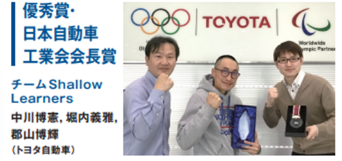 優秀賞・
日本自動車
工業会会長賞
チームShallow
Learners
中川博憲，堀内義雅，
郡山博輝
（トヨタ自動車）
TOYOTA
Worldwide
Olympic Partner